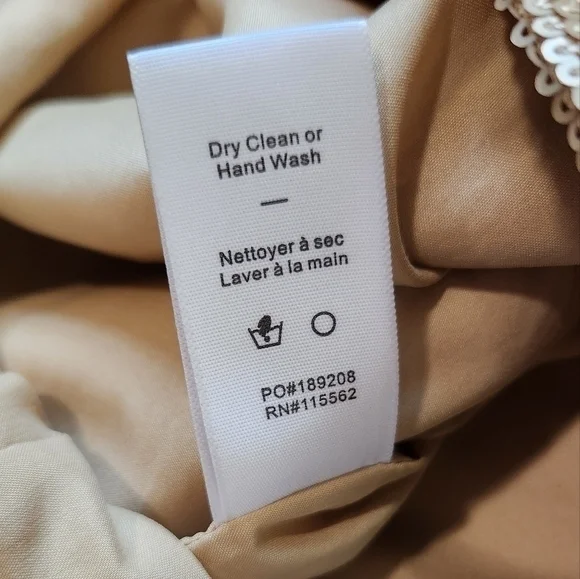 Dry Clean or
Hand Wash
—
Nettoyer à sec
Laver à la main
PO#189208
RN#115562